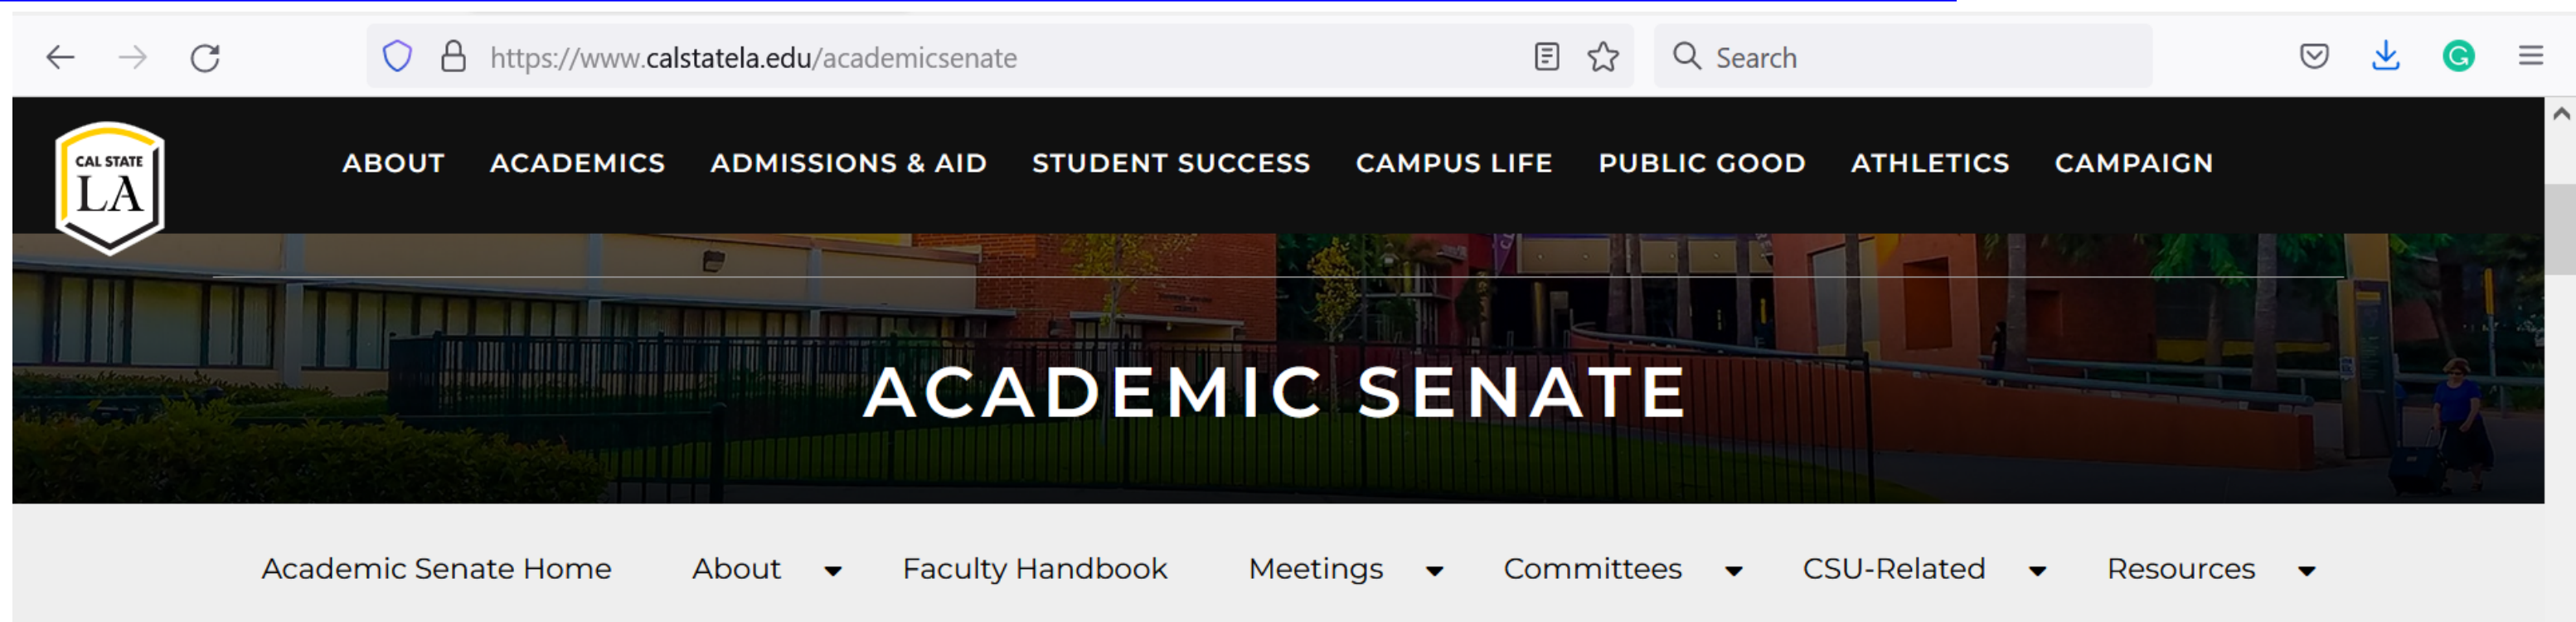 https://www.calstatela.edu/academicsenate
Search
CAL STATE
LA
ABOUT ACADEMICS ADMISSIONS & AID STUDENT SUCCESS CAMPUS LIFE PUBLIC GOOD ATHLETICS CAMPAIGN
ACADEMIC SENATE
Academic Senate Home About Faculty Handbook Meetings Committees CSU-Related Resources